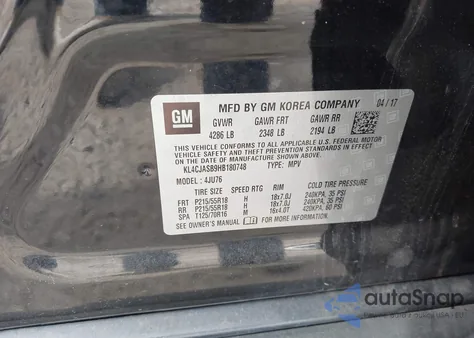 GM
MFD BY GM KOREA COMPANY 04/17
GVWR GAWR FRT GAWR RR
4286 LB 2348 LB 2194 LB
THIS VEHICLE CONFORMS TO ALL APPLICABLE U.S. FEDERAL MOTOR
VEHICLE SAFETY, BUMPER, AND THEFT PREVENTION STANDARDS IN
EFFECT ON THE DATE OF MANUFACTURE SHOWN ABOVE.
KL4CJASB9HB180748 TYPE: MPV
MODEL: 4JU76
TIRE SIZE SPEED RTG RIM COLD TIRE PRESSURE
FRT P215/55R18 H 18x7.0J 240KPA, 35 PSI
RR P215/55R18 H 18x7.0J 240KPA, 35 PSI
SPA T125/70R16 M 16x4.0T 420KPA, 60 PSI
SEE OWNER'S MANUAL FOR ADDITIONAL INFORMATION.
autoSnap